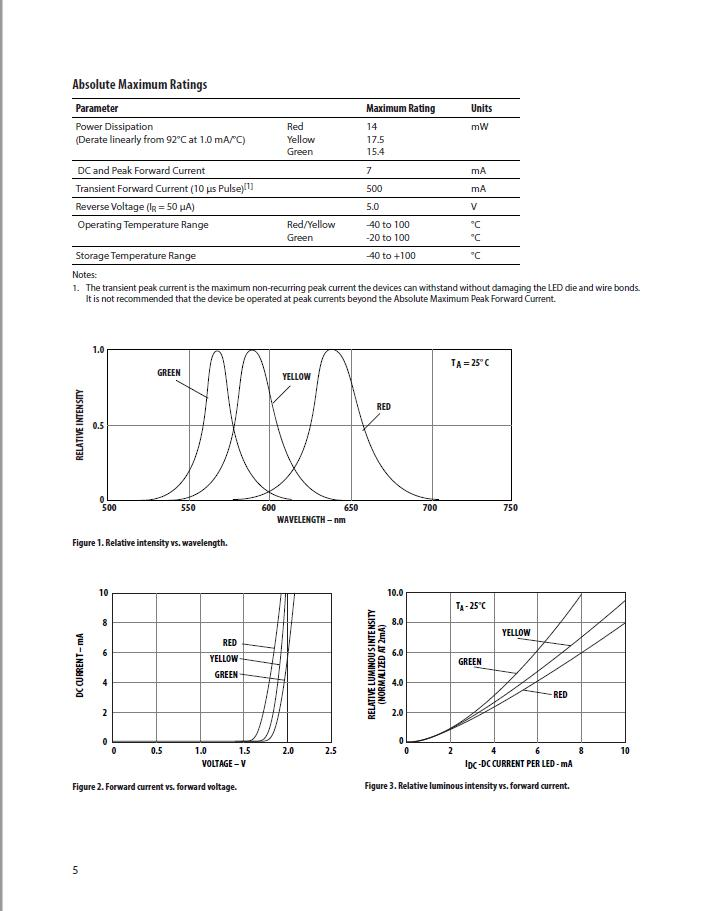 Absolute Maximum Ratings
Parameter Maximum Rating Units
Power Dissipation Red 14 mW
(Derate linearly from 92°C at 1.0 mA/°C) Yellow 17.5
Green 15.4
DC and Peak Forward Current 7 mA
Transient Forward Current (10 µs Pulse)[1] 500 mA
Reverse Voltage (IR = 50 µA) 5.0 V
Operating Temperature Range Red/Yellow -40 to 100 °C
Green -20 to 100 °C
Storage Temperature Range -40 to +100 °C
Notes:
1. The transient peak current is the maximum non-recurring peak current the devices can withstand without damaging the LED die and wire bonds.
It is not recommended that the device be operated at peak currents beyond the Absolute Maximum Peak Forward Current.
1.0
TA = 25° C
GREEN
YELLOW
RED
RELATIVE INTENSITY
0.5
0
500 550 600 650 700 750
WAVELENGTH – nm
Figure 1. Relative intensity vs. wavelength.
10
8
6
4
2
0
DC CURRENT – mA
RED
YELLOW
GREEN
0 0.5 1.0 1.5 2.0 2.5
VOLTAGE – V
Figure 2. Forward current vs. forward voltage.
10.0
8.0
6.0
4.0
2.0
0
RELATIVE LUMINOUS INTENSITY
(NORMALIZED AT 2mA)
TA - 25°C
YELLOW
GREEN
RED
0 2 4 6 8 10
IDC -DC CURRENT PER LED - mA
Figure 3. Relative luminous intensity vs. forward current.
5